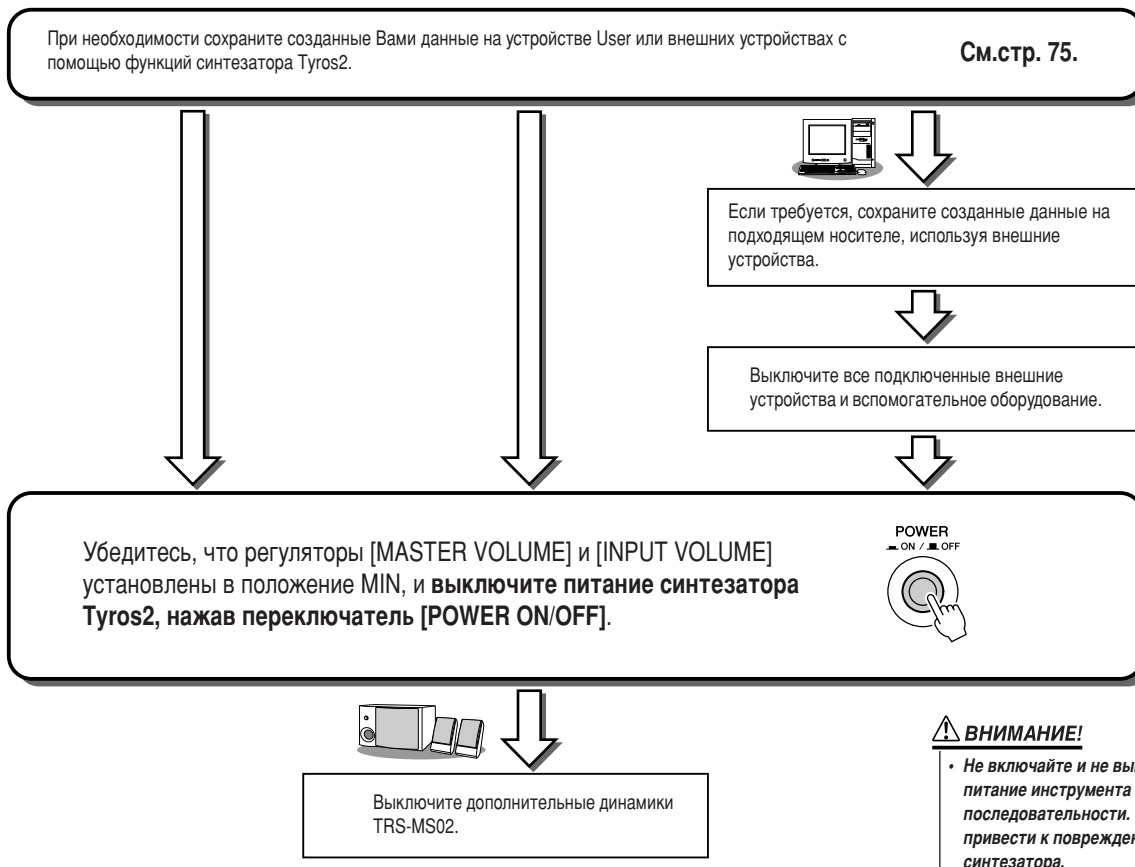 При необходимости сохраните созданные Вами данные на устройстве User или внешних устройствах с
помощью функций синтезатора Tyros2.
См.стр. 75.
Если требуется, сохраните созданные данные на
подходящем носителе, используя внешние
устройства.
Выключите все подключенные внешние
устройства и вспомогательное оборудование.
Убедитесь, что регуляторы [MASTER VOLUME] и [INPUT VOLUME]
установлены в положение MIN, и выключите питание синтезатора
Tyros2, нажав переключатель [POWER ON/OFF].
POWER
ON / OFF
Выключите дополнительные динамики
TRS-MS02.
ВНИМАНИЕ!
• Не включайте и не
питание инструмента
последовательности.
привести к
синтезатора.